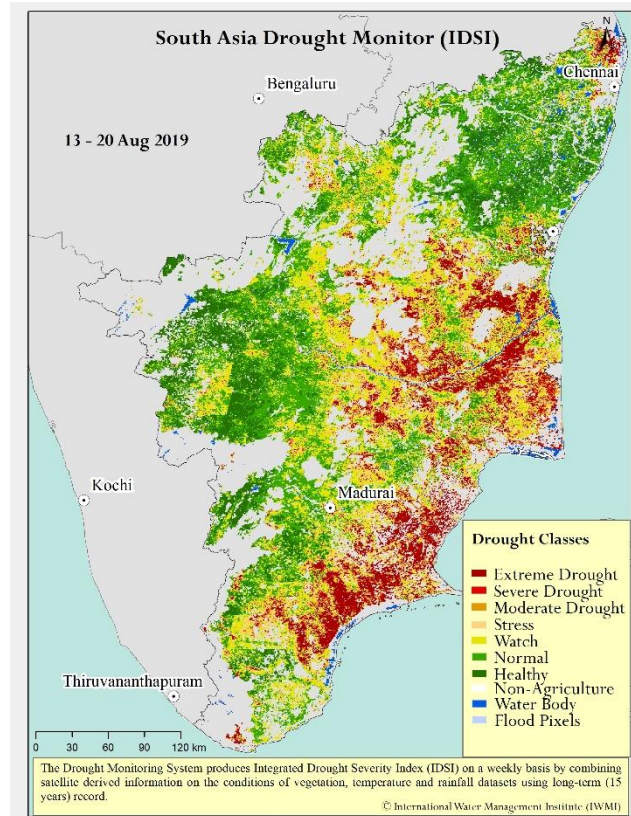 South Asia Drought Monitor (IDSI)
N
Chennai
Bengaluru
13 - 20 Aug 2019
Kochi
Madurai
Thiruvananthapuram
Drought Classes
Extreme Drought
Severe Drought
Moderate Drought
Stress
Watch
Normal
Healthy
Non-Agriculture
Water Body
Flood Pixels
0 30 60 90 120 km
The Drought Monitoring System produces Integrated Drought Severity Index (IDSI) on a weekly basis by combining
satellite derived information on the conditions of vegetation, temperature and rainfall datasets using long-term (15
years) record.
© International Water Management Institute (IWMI)